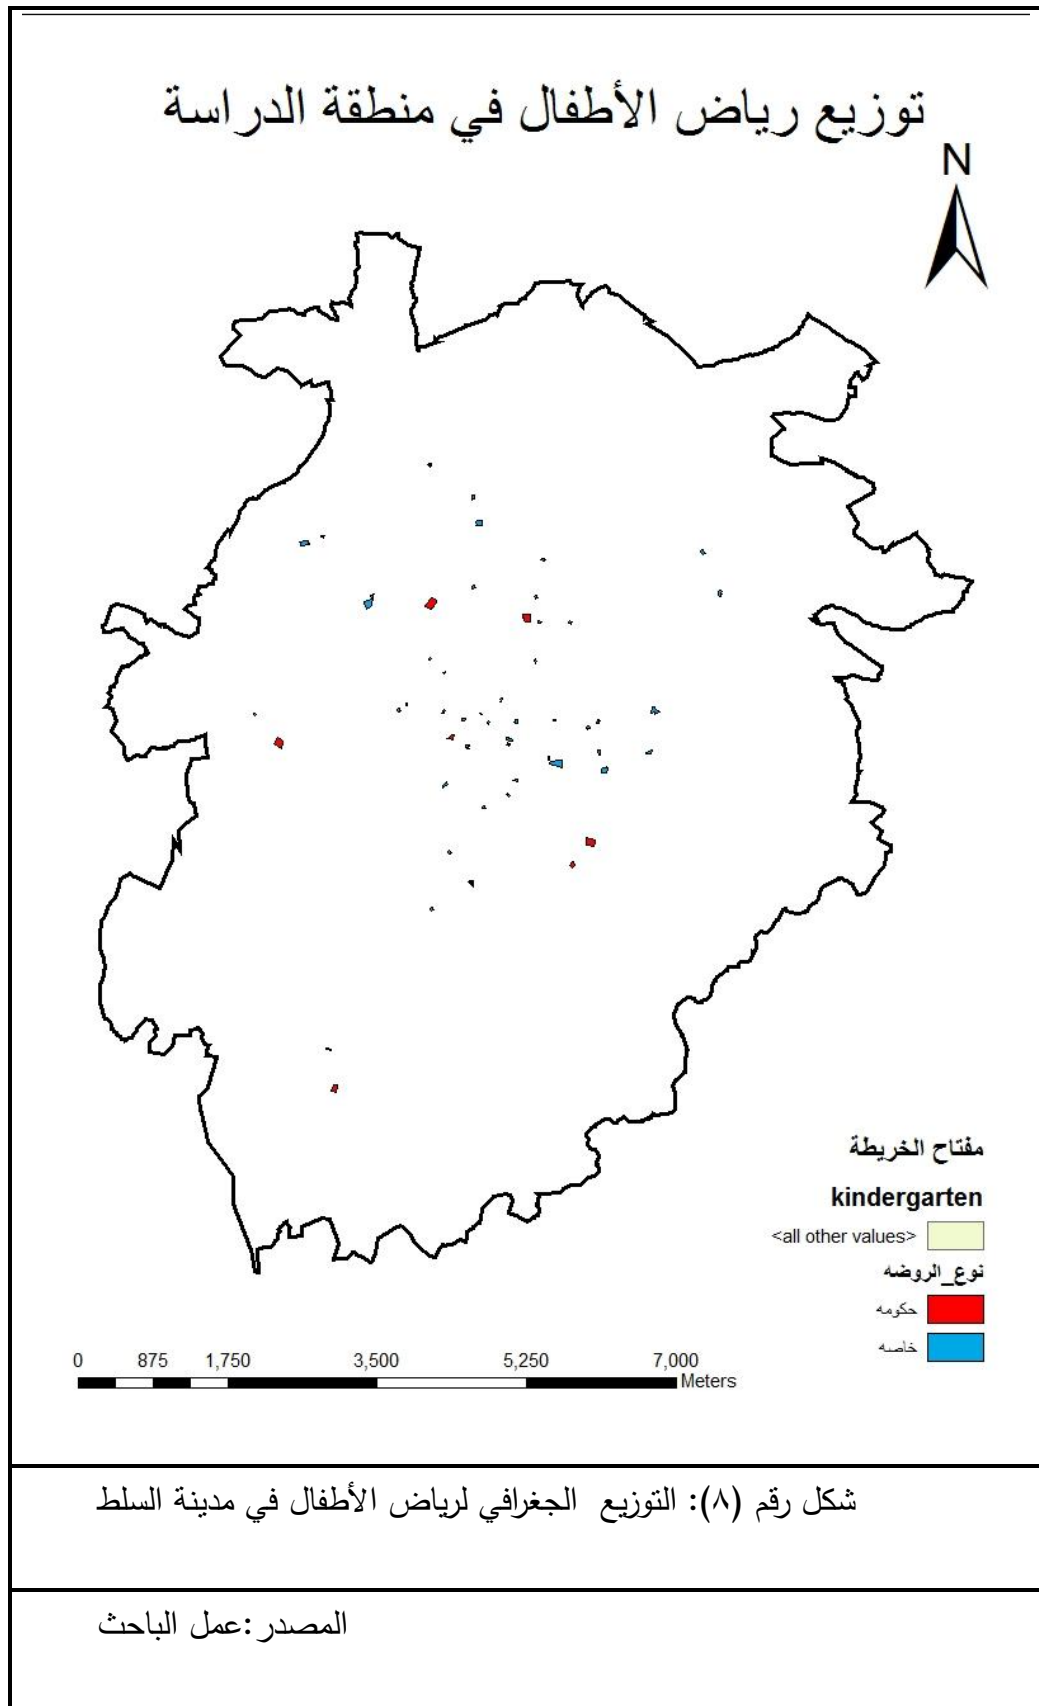 توزيع رياض الأطفال في منطقة الدراسة
N
مفتاح الخريطة
kindergarten
<all other values>
نوع_الروضه
حكومه
خاصه
0 875 1,750 3,500 5,250 7,000
Meters
شكل رقم (٨): التوزيع الجغرافي لرياض الأطفال في مدينة السلط
المصدر:عمل الباحث